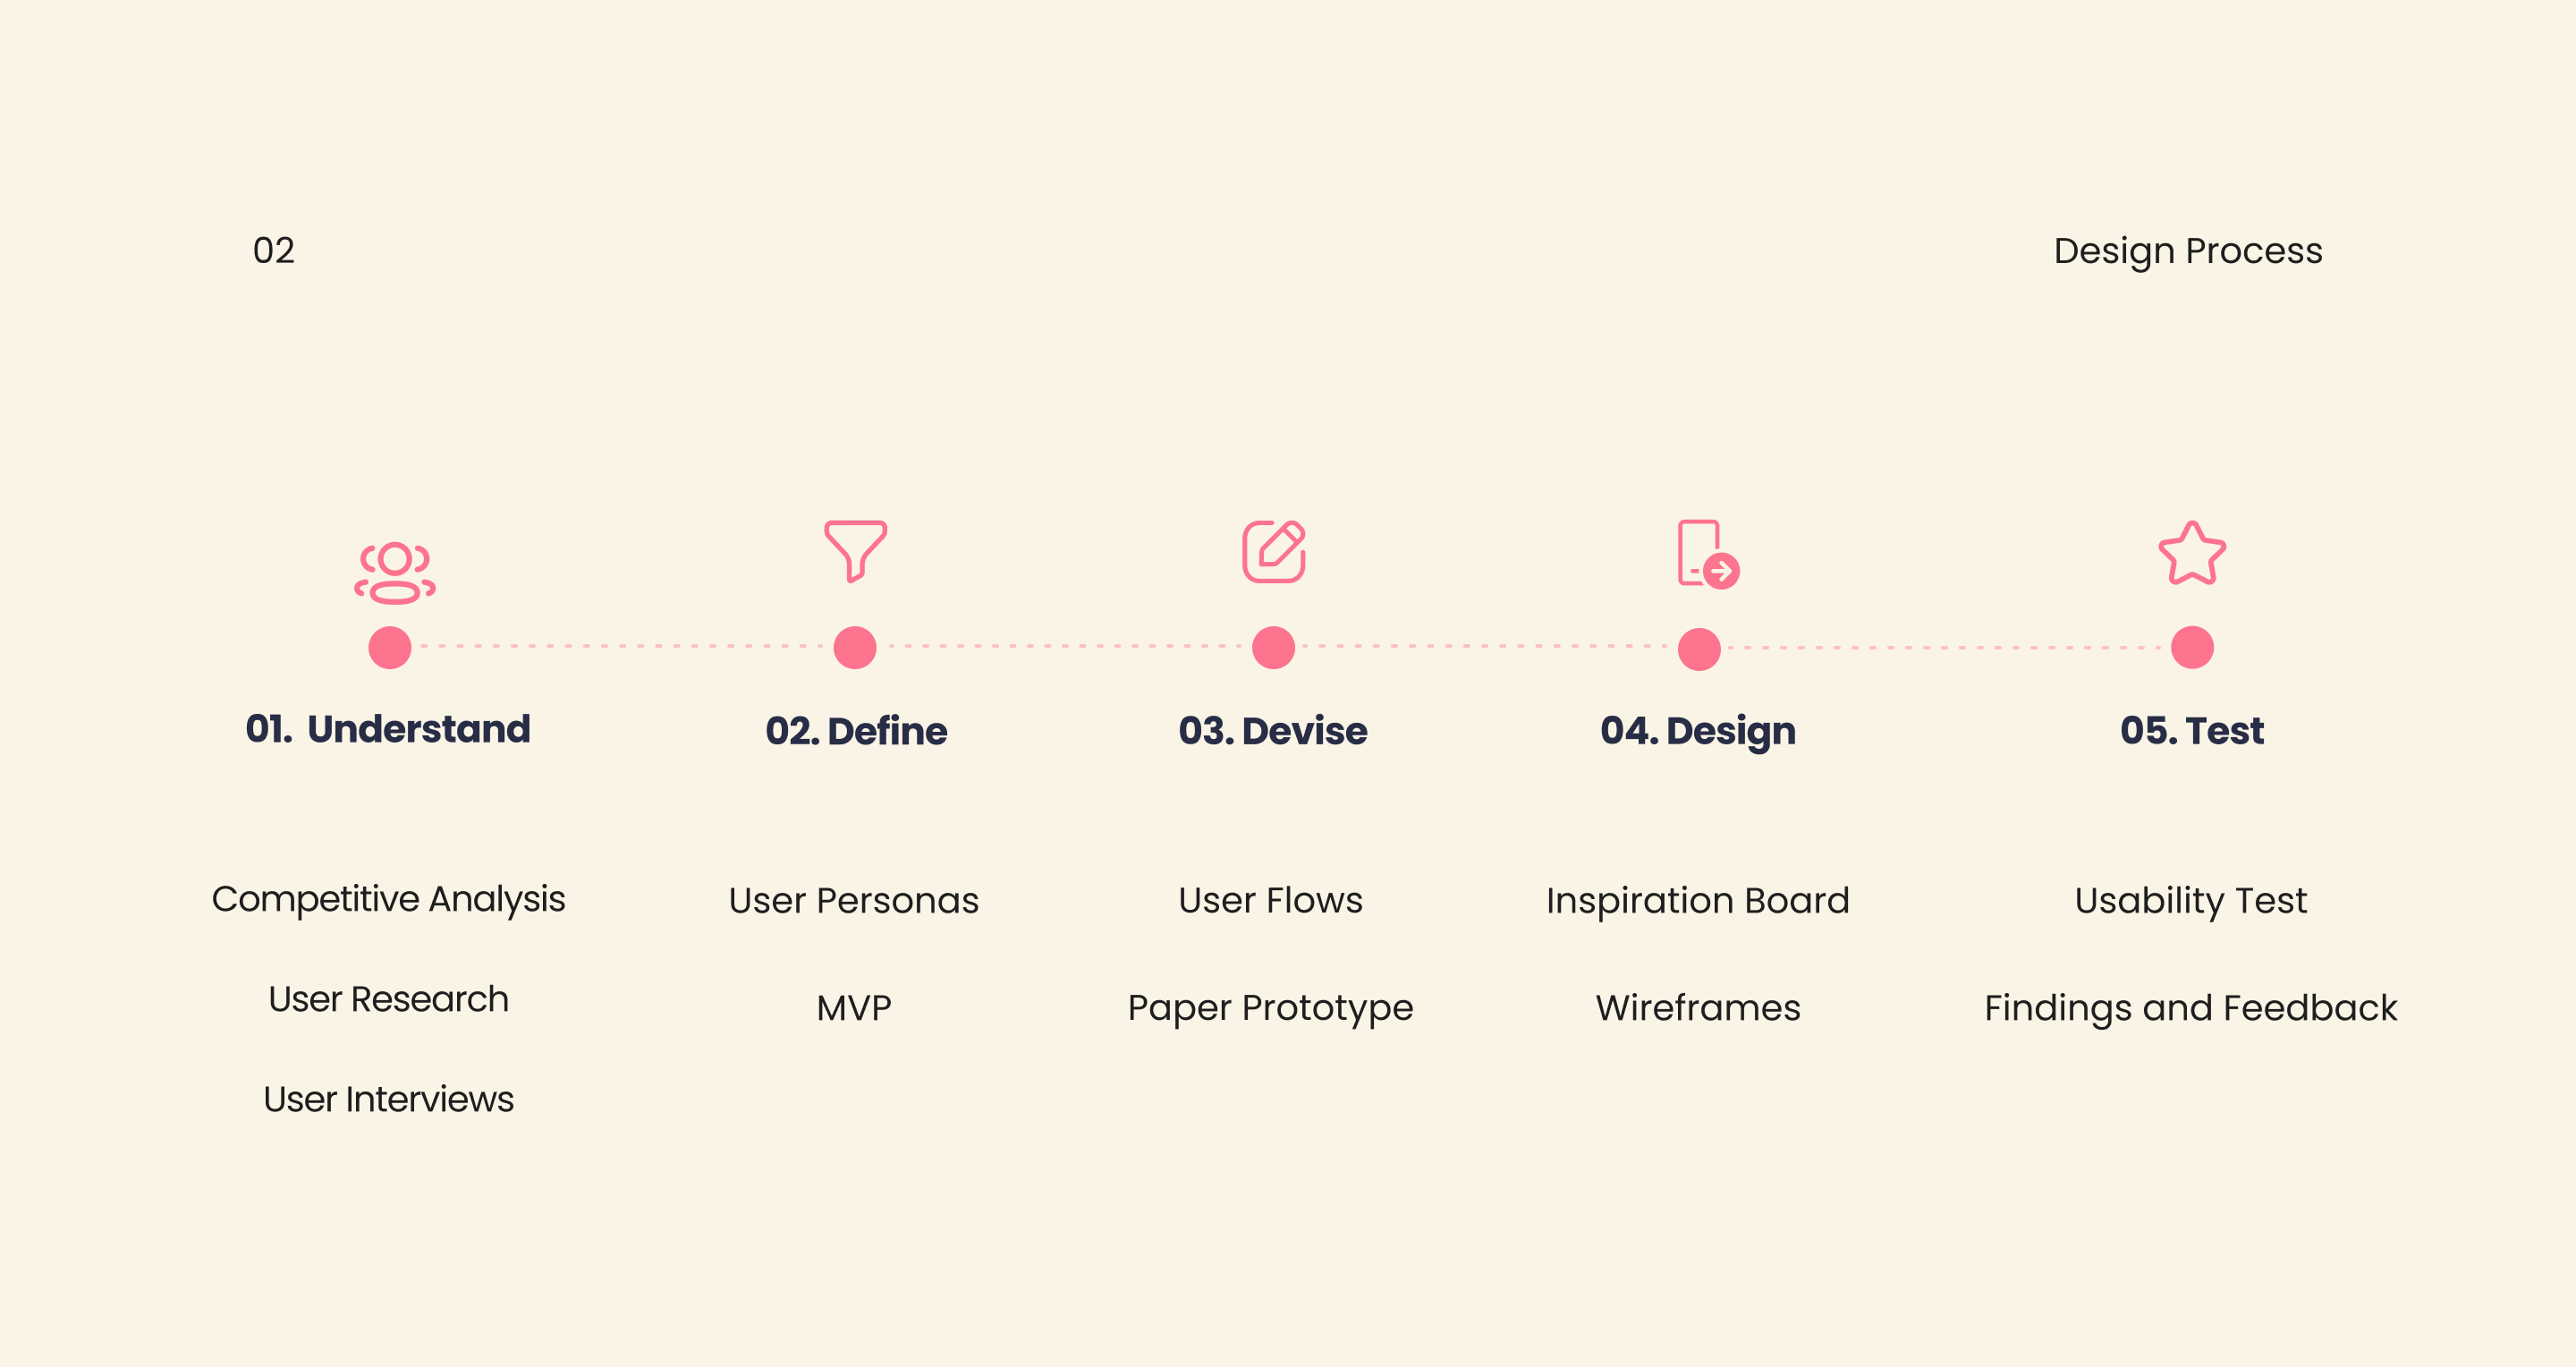 02
Design Process
01. Understand
02. Define
03. Devise
04. Design
05. Test
Competitive Analysis
User Research
User Interviews
User Personas
MVP
User Flows
Paper Prototype
Inspiration Board
Wireframes
Usability Test
Findings and Feedback